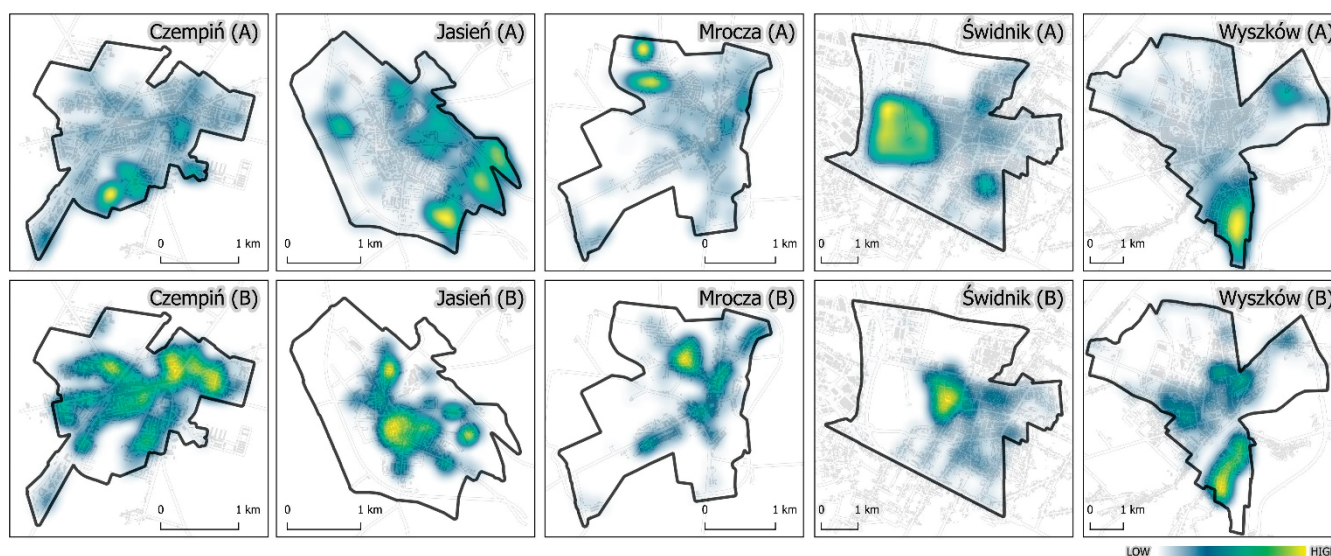 Czempiń (A)
Jasień (A)
Mrocza (A)
Świdnik (A)
Wyszków (A)
0 1 km
0 1 km
0 1 km
0 1 km
0 1 km
Czempiń (B)
Jasień (B)
Mrocza (B)
Świdnik (B)
Wyszków (B)
0 1 km
0 1 km
0 1 km
0 1 km
0 1 km
LOW HIGH